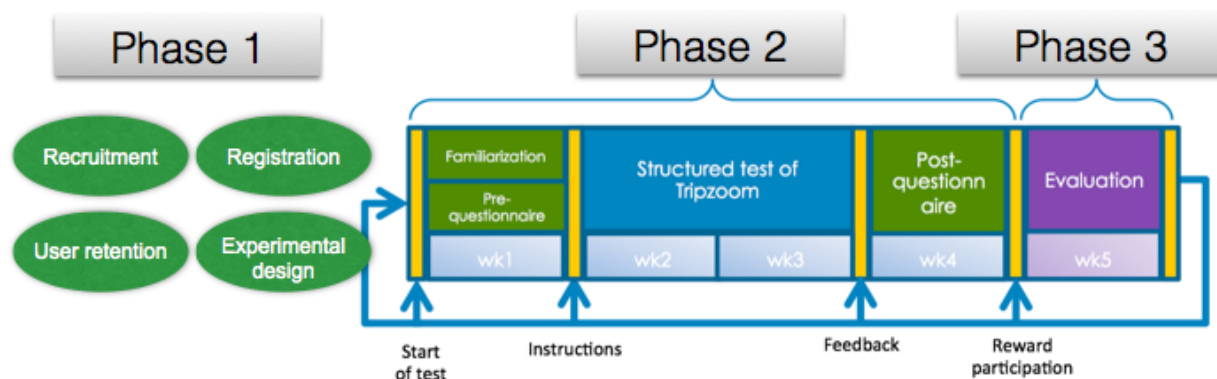 Phase 1
Phase 2
Phase 3
Recruitment
Registration
User retention
Experimental
design
Familiarization
Pre-
questionnaire
wk1
Structured test of
Tripzoom
wk2
wk3
Post-
questionn
aire
wk4
Evaluation
wk5
Start
of test
Instructions
Feedback
Reward
participation